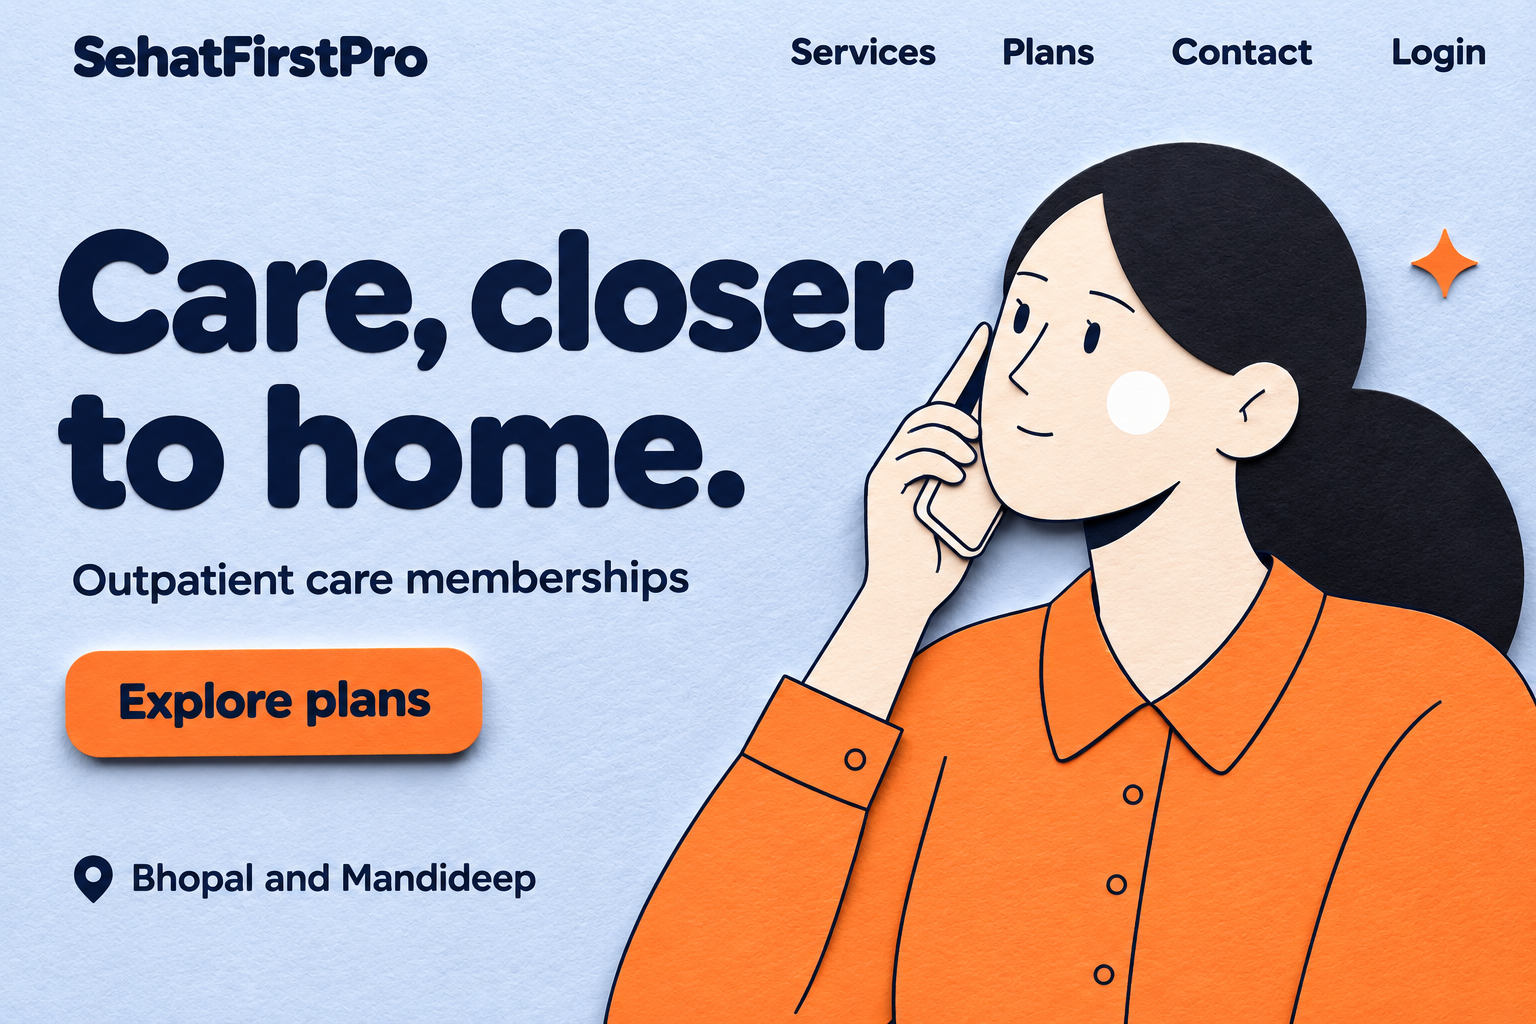 SehatFirstPro
Services Plans Contact Login
Care, closer
to home.
Outpatient care memberships
Explore plans
Bhopal and Mandideep